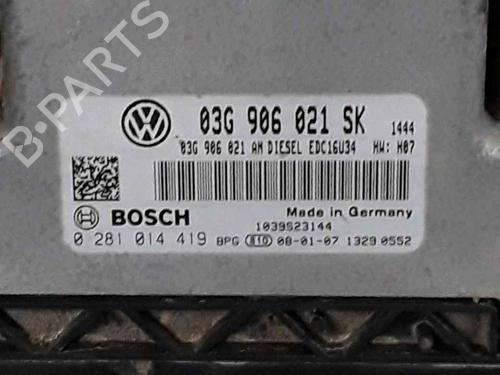 03G 906 021 SK 1444
03G 906 021 AM DIESEL EDC16U34 HW: H07
BOSCH Made in Germany
1039S23144
0 281 014 419 BPG 810 08-01-07 1329 0552